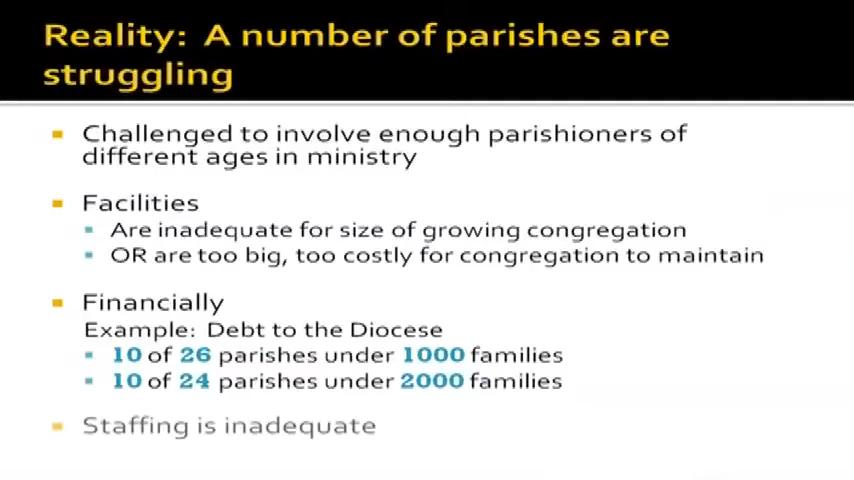 Reality: A number of parishes are
struggling
Challenged to involve enough parishioners of
different ages in ministry
Facilities
Are inadequate for size of growing congregation
OR are too big, too costly for congregation to maintain
Financially
Example: Debt to the Diocese
10 of 26 parishes under 1000 families
10 of 24 parishes under 2000 families
Staffing is inadequate